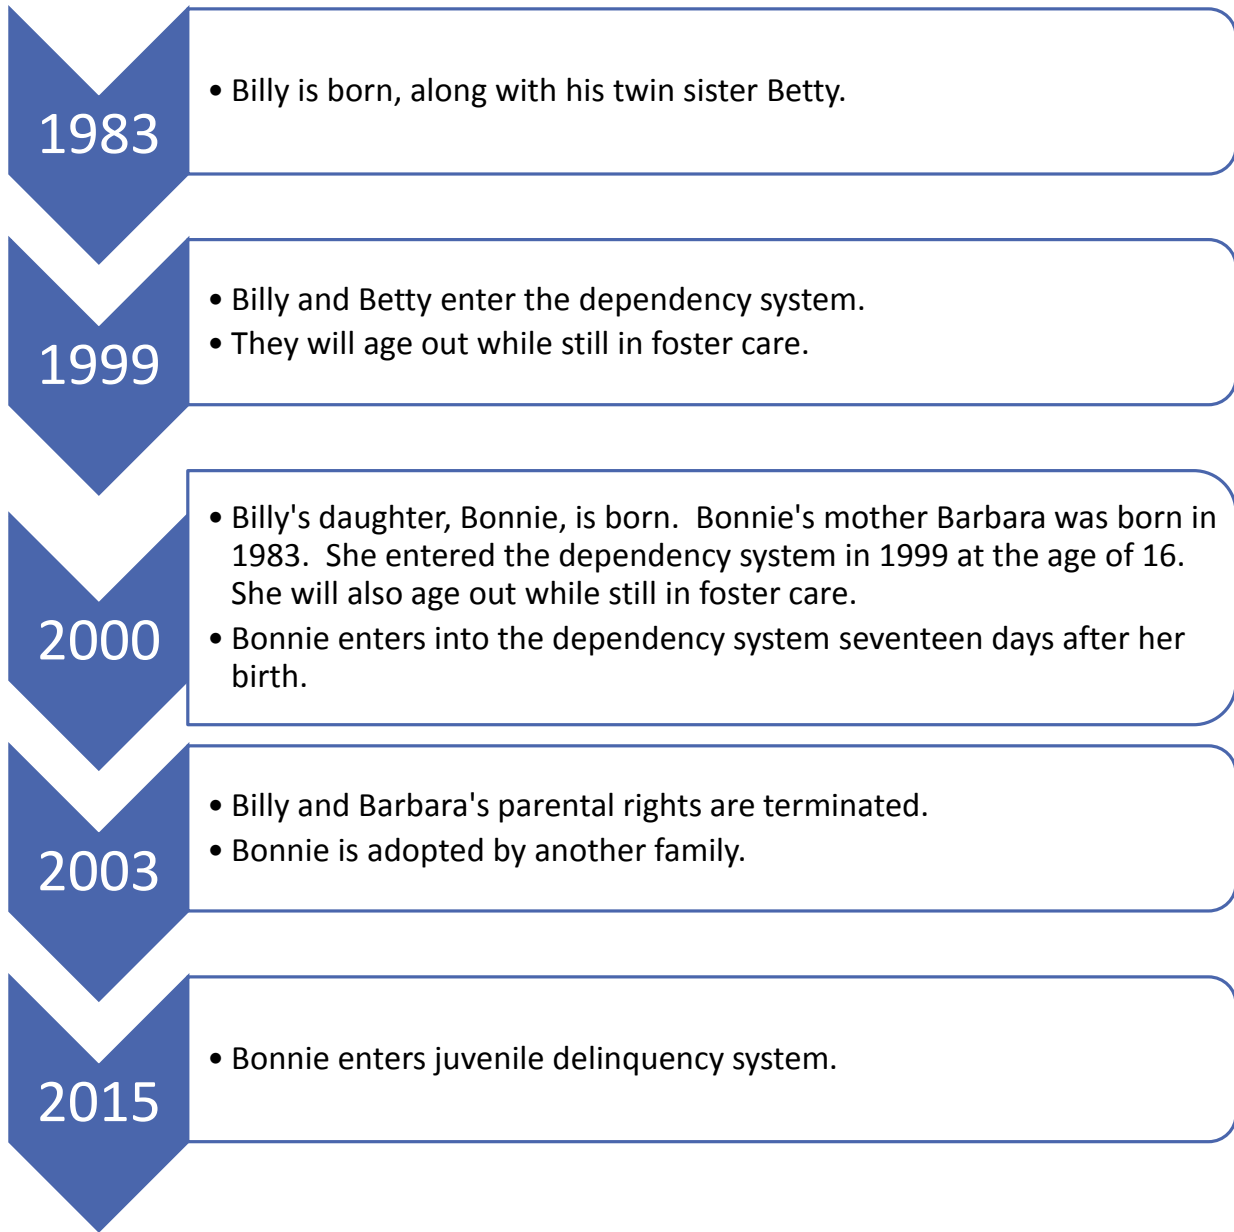 1983
• Billy is born, along with his twin sister Betty.
1999
• Billy and Betty enter the dependency system.
• They will age out while still in foster care.
2000
• Billy's daughter, Bonnie, is born.  Bonnie's mother Barbara was born in
1983.  She entered the dependency system in 1999 at the age of 16.
She will also age out while still in foster care.
• Bonnie enters into the dependency system seventeen days after her
birth.
2003
• Billy and Barbara's parental rights are terminated.
• Bonnie is adopted by another family.
2015
• Bonnie enters juvenile delinquency system.